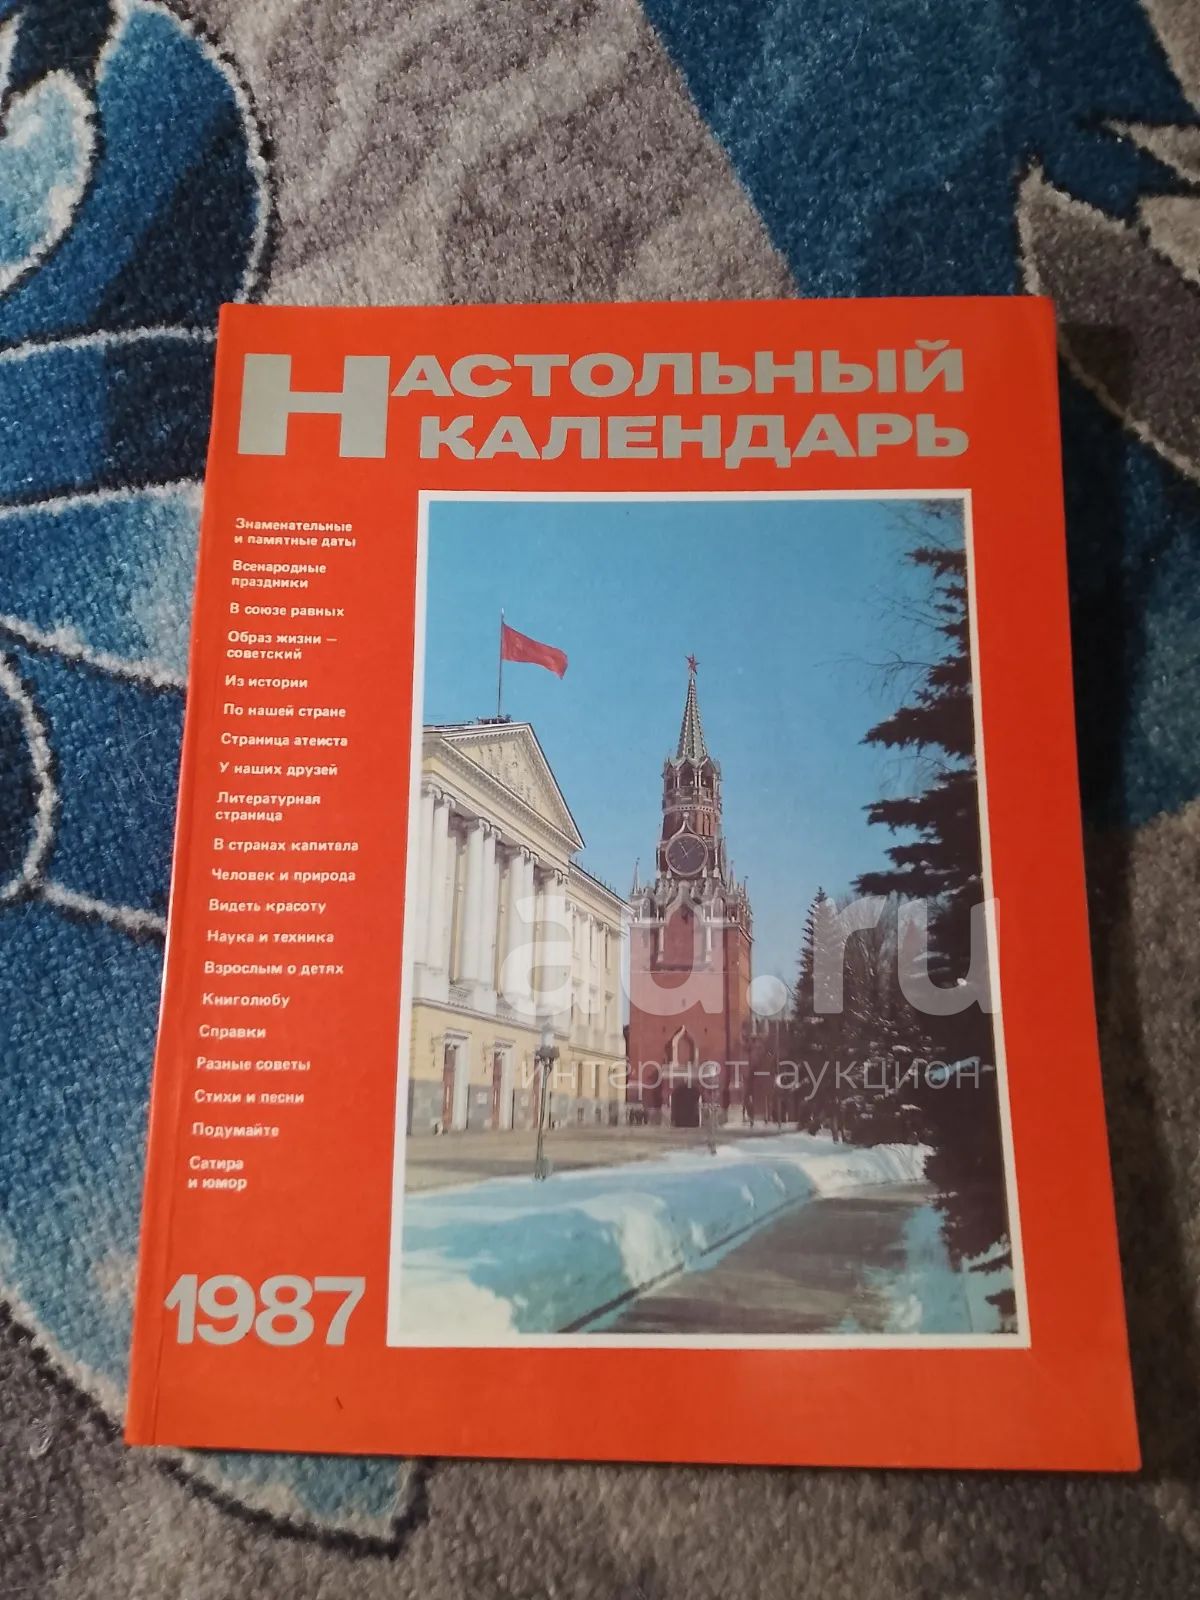 НАСТОЛЬНЫЙ
КАЛЕНДАРЬ
Знаменательные
и памятные даты
Всенародные
праздники
В союзе равных
Образ жизни —
советский
Из истории
По нашей стране
Страница атеиста
У наших друзей
Литературная
страница
В странах капитала
Человек и природа
Видеть красоту
Наука и техника
Взрослым о детях
Книголюбу
Справки
Разные советы
Стихи и песни
Подумайте
Сатира
и юмор
1987
au.ru
интернет-аукцион